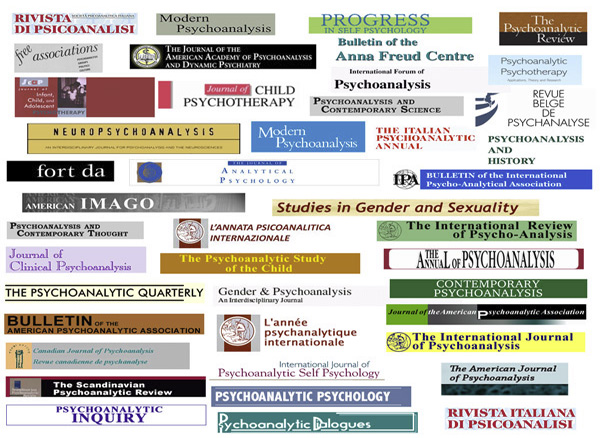 RIVISTA
SOCIETÀ PSICOANALITICA ITALIANA
DI PSICOANALISI
Modern
Psychoanalysis
PROGRESS
IN SELF PSYCHOLOGY
The
Psychoanalytic
Review
free
associations
THE JOURNAL OF THE
AMERICAN ACADEMY OF PSYCHOANALYSIS
AND DYNAMIC PSYCHIATRY
Bulletin of the
Anna Freud Centre
Psychoanalytic
Psychotherapy
Applications, Theory and Research
International Forum of
Psychoanalysis
Journal of
Infant,
Child, and
Adolescent
THERAPY
Journal of CHILD
PSYCHOTHERAPY
PSYCHOANALYSIS AND
CONTEMPORARY SCIENCE
REVUE
BELGE
DE
PSYCHANALYSE
NEUROPSYCHOANALYSIS
AN INTERDISCIPLINARY JOURNAL FOR PSYCHOANALYSIS AND THE NEUROSCIENCES
Modern
Psychoanalysis
THE ITALIAN
PSYCHOANALYTIC
ANNUAL
PSYCHOANALYSIS
AND
HISTORY
fort da
THE JOURNAL OF
ANALYTICAL
PSYCHOLOGY
IPA
BULLETIN of the International
Psycho-Analytical Association
AMERICAN IMAGO
Studies in Gender and Sexuality
PSYCHOANALYSIS AND
CONTEMPORARY THOUGHT
L'ANNATA PSICOANALITICA
INTERNAZIONALE
The International Review
of Psycho-Analysis
Journal of
Clinical Psychoanalysis
The Psychoanalytic Study
of the Child
THE
ANNUAL OF PSYCHOANALYSIS
THE PSYCHOANALYTIC QUARTERLY
Gender & Psychoanalysis
An Interdisciplinary Journal
CONTEMPORARY
PSYCHOANALYSIS
BULLETIN OF THE
AMERICAN PSYCHOANALYTIC ASSOCIATION
L'année
psychanalytique
internationale
Journal of the American Psychoanalytic Association
The International Journal
of Psychoanalysis
Canadian Journal of Psychoanalysis
Revue canadienne de psychanalyse
International Journal of
Psychoanalytic Self Psychology
The American Journal
of Psychoanalysis
The Scandinavian
Psychoanalytic Review
PSYCHOANALYTIC PSYCHOLOGY
PSYCHOANALYTIC
INQUIRY
Psychoanalytic Dialogues
RIVISTA ITALIANA
DI PSICOANALISI